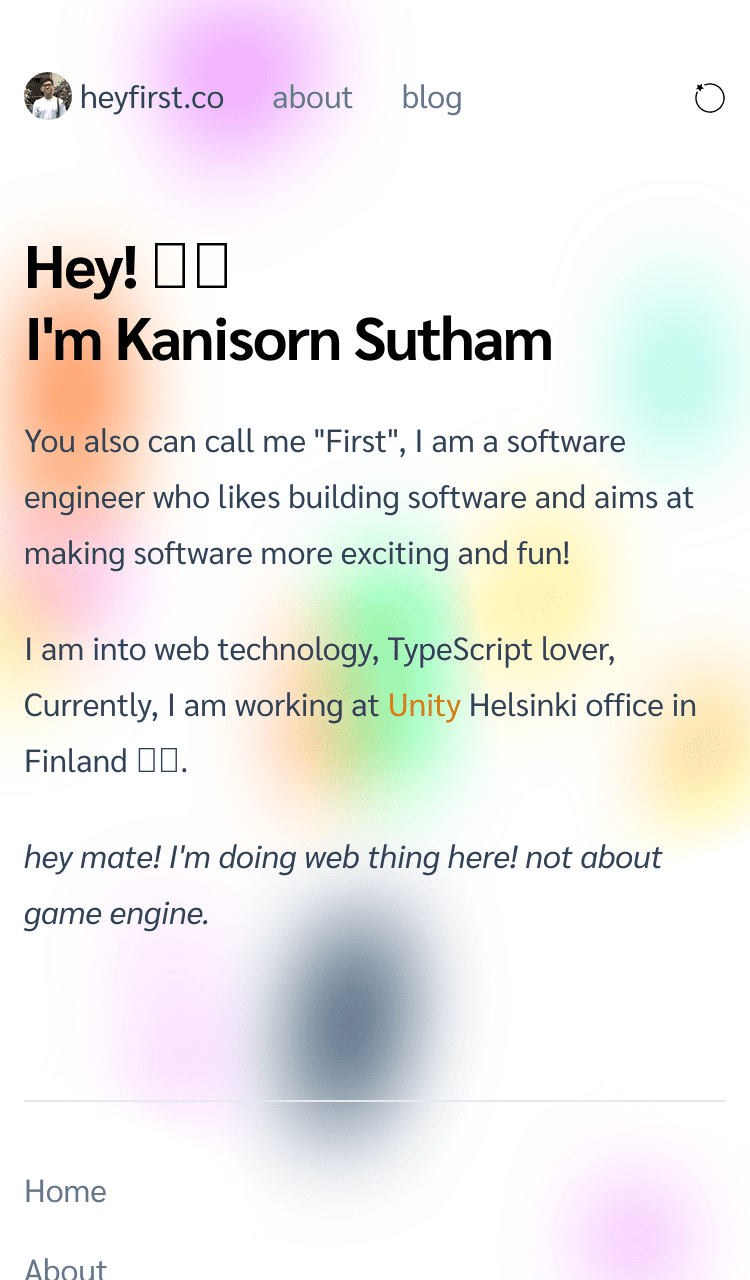 heyfirst.co about blog
Hey! 
I'm Kanisorn Sutham
You also can call me "First", I am a software
engineer who likes building software and aims at
making software more exciting and fun!
I am into web technology, TypeScript lover,
Currently, I am working at Unity Helsinki office in
Finland .
hey mate! I'm doing web thing here! not about
game engine.
Home
About